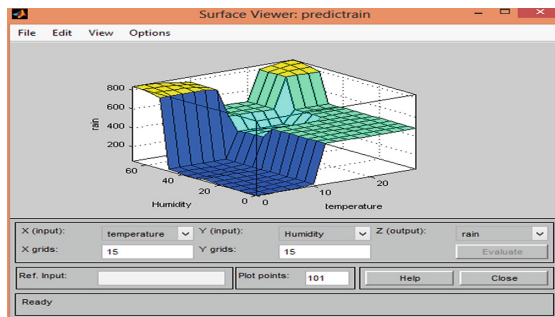 Surface Viewer: predictrain
File Edit View Options
800
600
400
200
rain
60
40
20
0
Humidity
0
10
20
temperature
X (input): temperature Y (input): Humidity Z (output): rain
X grids: 15 Y grids: 15 Evaluate
Ref. Input: Plot points: 101 Help Close
Ready